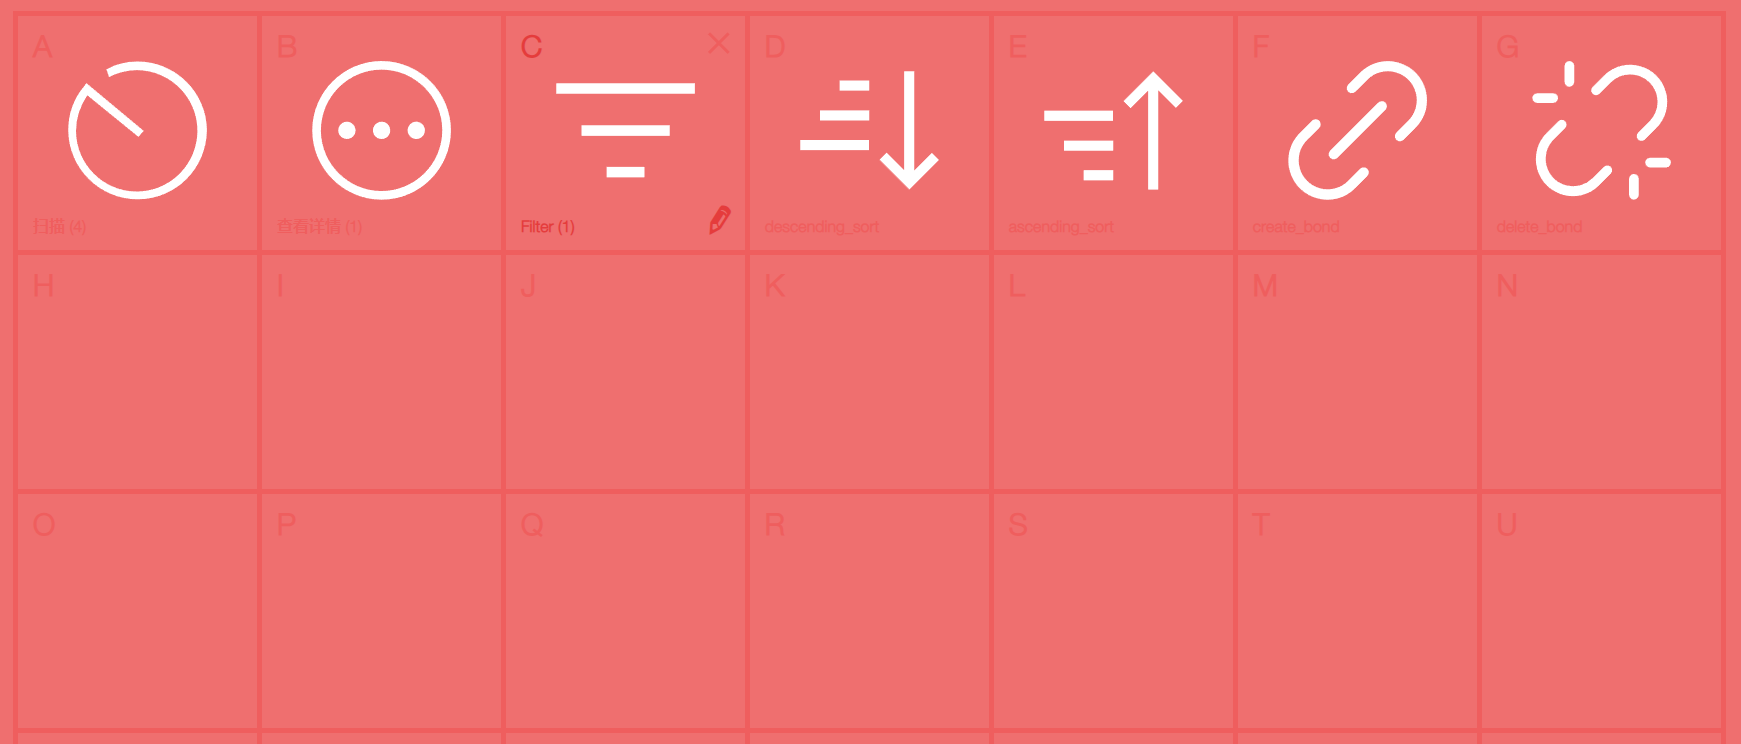 A
B
C
D
E
F
G
扫描 (4)
查看详情 (1)
Filter (1)
descending_sort
ascending_sort
create_bond
delete_bond
H
I
J
K
L
M
N
O
P
Q
R
S
T
U